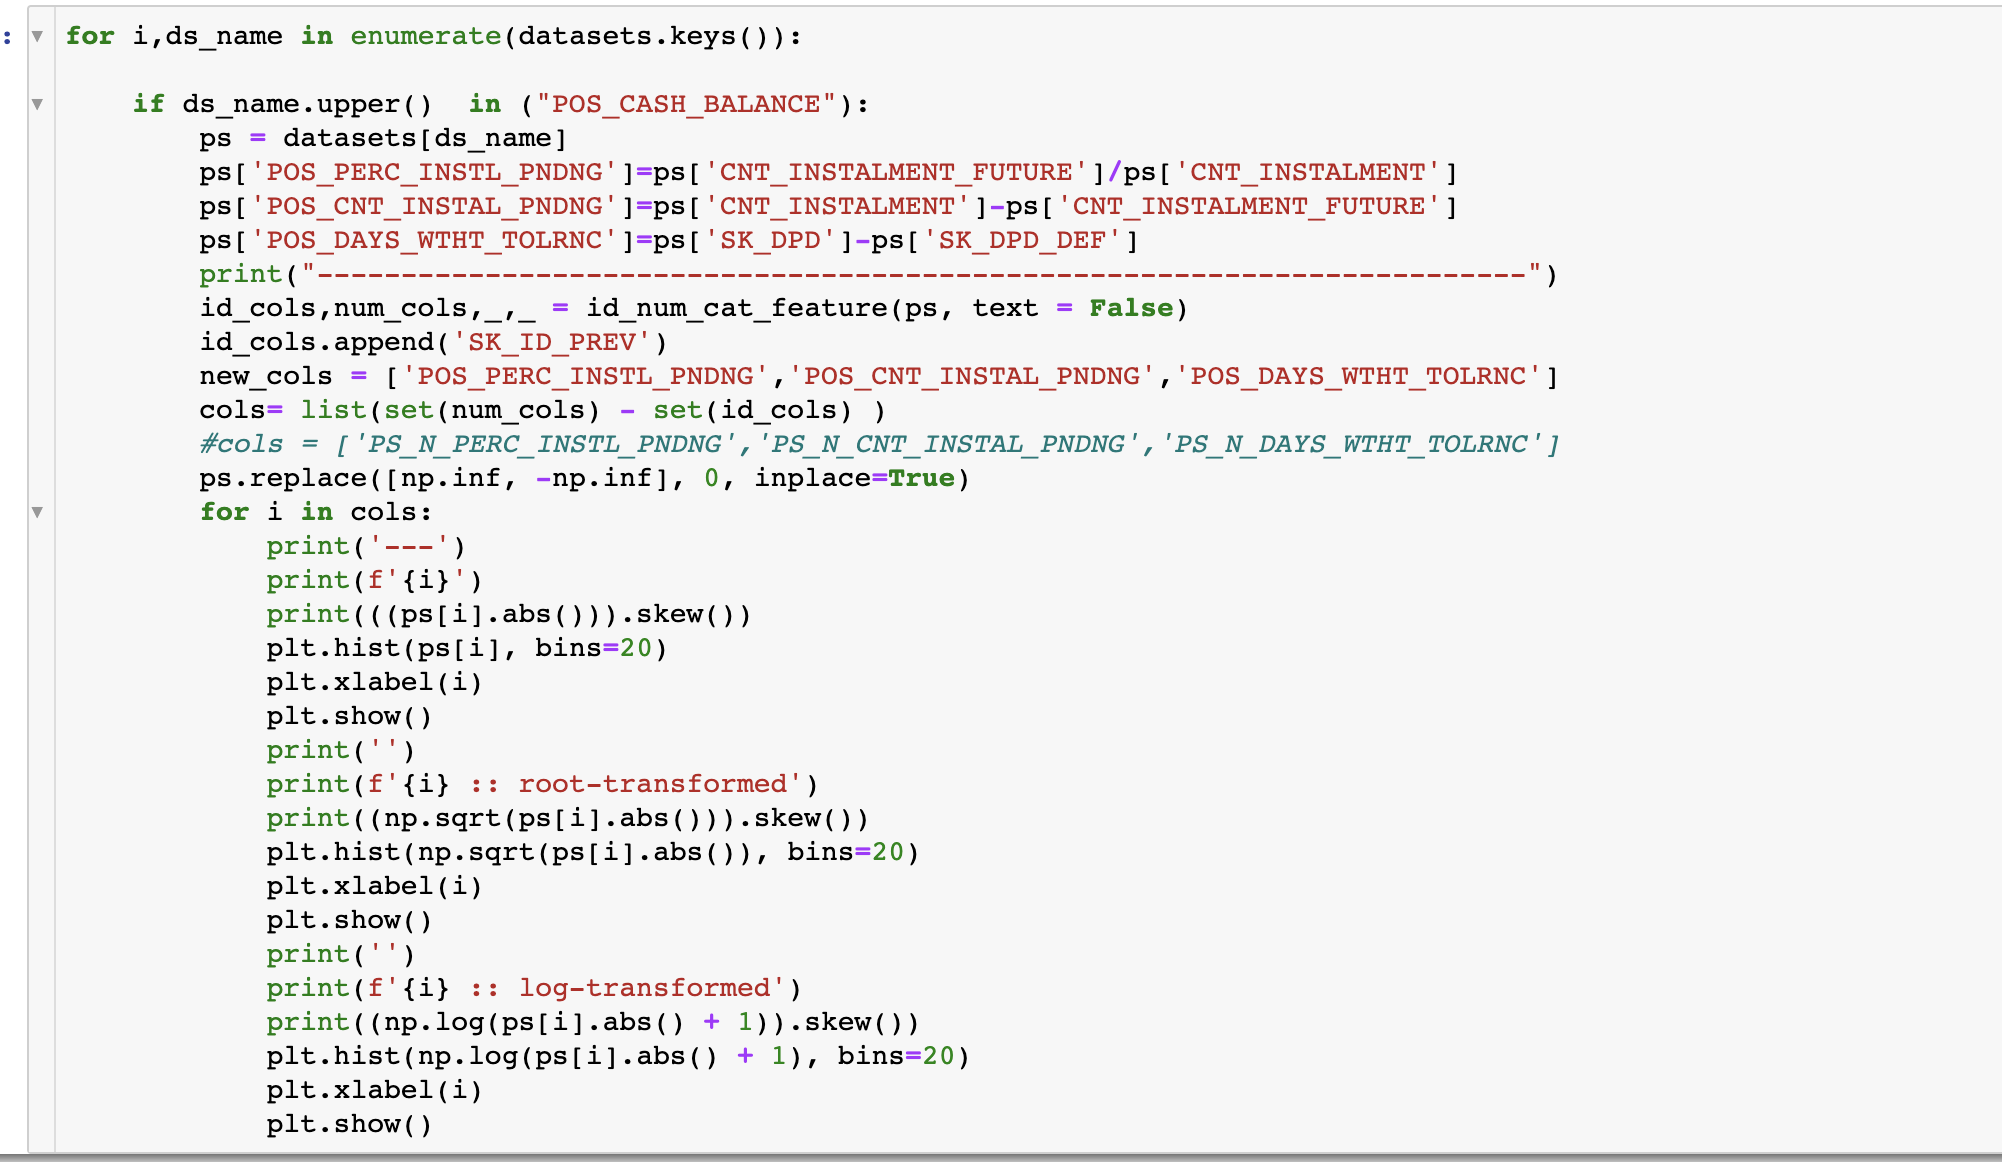 for i,ds_name in enumerate(datasets.keys()):
    if ds_name.upper()  in ("POS_CASH_BALANCE"):
        ps = datasets[ds_name]
        ps['POS_PERC_INSTL_PNDNG']=ps['CNT_INSTALMENT_FUTURE']/ps['CNT_INSTALMENT']
        ps['POS_CNT_INSTAL_PNDNG']=ps['CNT_INSTALMENT']-ps['CNT_INSTALMENT_FUTURE']
        ps['POS_DAYS_WTHT_TOLRNC']=ps['SK_DPD']-ps['SK_DPD_DEF']
        print("------------------------------------------------------------------------")
        id_cols,num_cols,_,_ = id_num_cat_feature(ps, text = False)
        id_cols.append('SK_ID_PREV')
        new_cols = ['POS_PERC_INSTL_PNDNG','POS_CNT_INSTAL_PNDNG','POS_DAYS_WTHT_TOLRNC']
        cols= list(set(num_cols) - set(id_cols) )
        #cols = ['PS_N_PERC_INSTL_PNDNG','PS_N_CNT_INSTAL_PNDNG','PS_N_DAYS_WTHT_TOLRNC']
        ps.replace([np.inf, -np.inf], 0, inplace=True)
        for i in cols:
            print('---')
            print(f'{i}')
            print(((ps[i].abs())).skew())
            plt.hist(ps[i], bins=20)
            plt.xlabel(i)
            plt.show()
            print('')
            print(f'{i} :: root-transformed')
            print((np.sqrt(ps[i].abs())).skew())
            plt.hist(np.sqrt(ps[i].abs()), bins=20)
            plt.xlabel(i)
            plt.show()
            print('')
            print(f'{i} :: log-transformed')
            print((np.log(ps[i].abs() + 1)).skew())
            plt.hist(np.log(ps[i].abs() + 1), bins=20)
            plt.xlabel(i)
            plt.show()